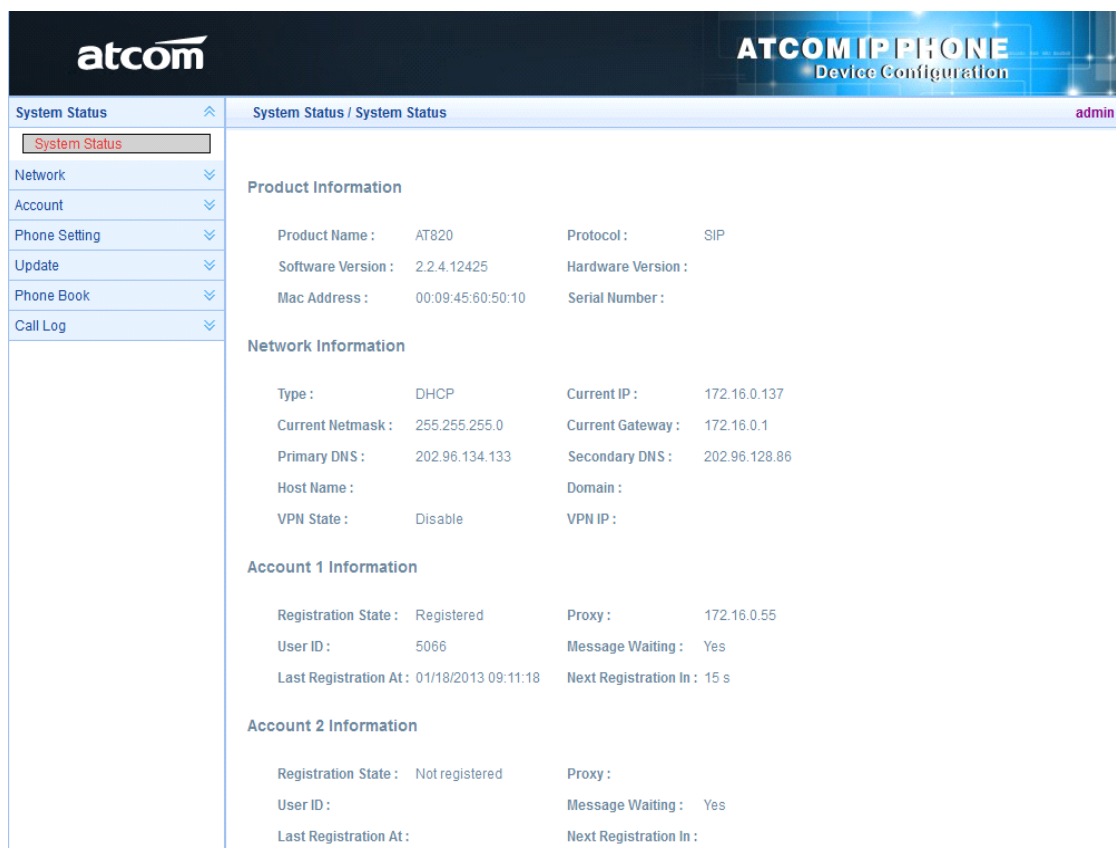 atcom
ATCOM IP PHONE
Device Configuration
System Status
System Status / System Status
admin
System Status
Network
Account
Phone Setting
Update
Phone Book
Call Log
Product Information
Product Name : AT820 Protocol : SIP
Software Version : 2.2.4.12425 Hardware Version :
Mac Address : 00:09:45:60:50:10 Serial Number :
Network Information
Type : DHCP Current IP : 172.16.0.137
Current Netmask : 255.255.255.0 Current Gateway : 172.16.0.1
Primary DNS : 202.96.134.133 Secondary DNS : 202.96.128.86
Host Name : Domain :
VPN State : Disable VPN IP :
Account 1 Information
Registration State : Registered Proxy : 172.16.0.55
User ID : 5066 Message Waiting : Yes
Last Registration At : 01/18/2013 09:11:18 Next Registration In : 15 s
Account 2 Information
Registration State : Not registered Proxy :
User ID : Message Waiting : Yes
Last Registration At : Next Registration In :